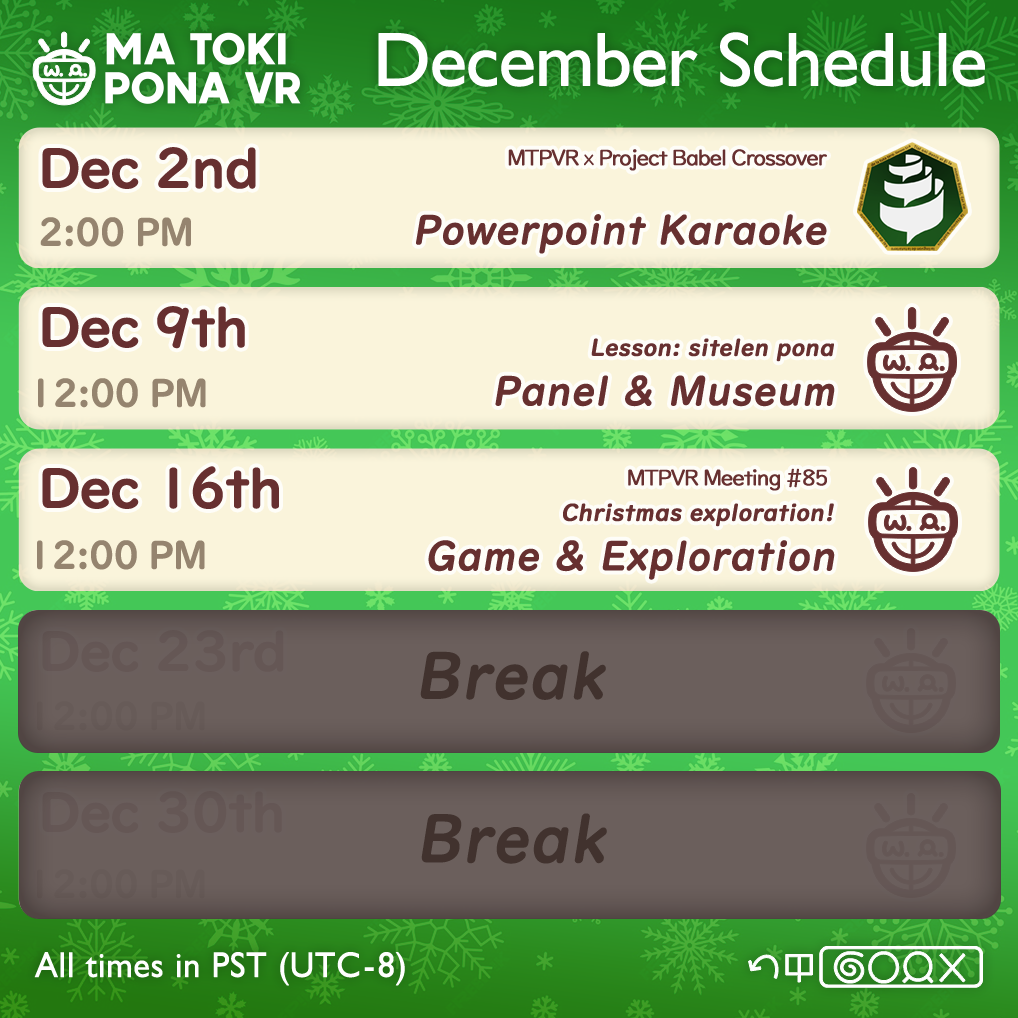 MA TOKI
PONA VR
December Schedule
Dec 2nd
2:00 PM
MTPVR x Project Babel Crossover
Powerpoint Karaoke
Dec 9th
12:00 PM
Lesson: sitelen pona
Panel & Museum
w. a.
Dec 16th
12:00 PM
MTPVR Meeting #85
Christmas exploration!
Game & Exploration
w. a.
Dec 23rd
12:00 PM
Break
Dec 30th
12:00 PM
Break
All times in PST (UTC-8)